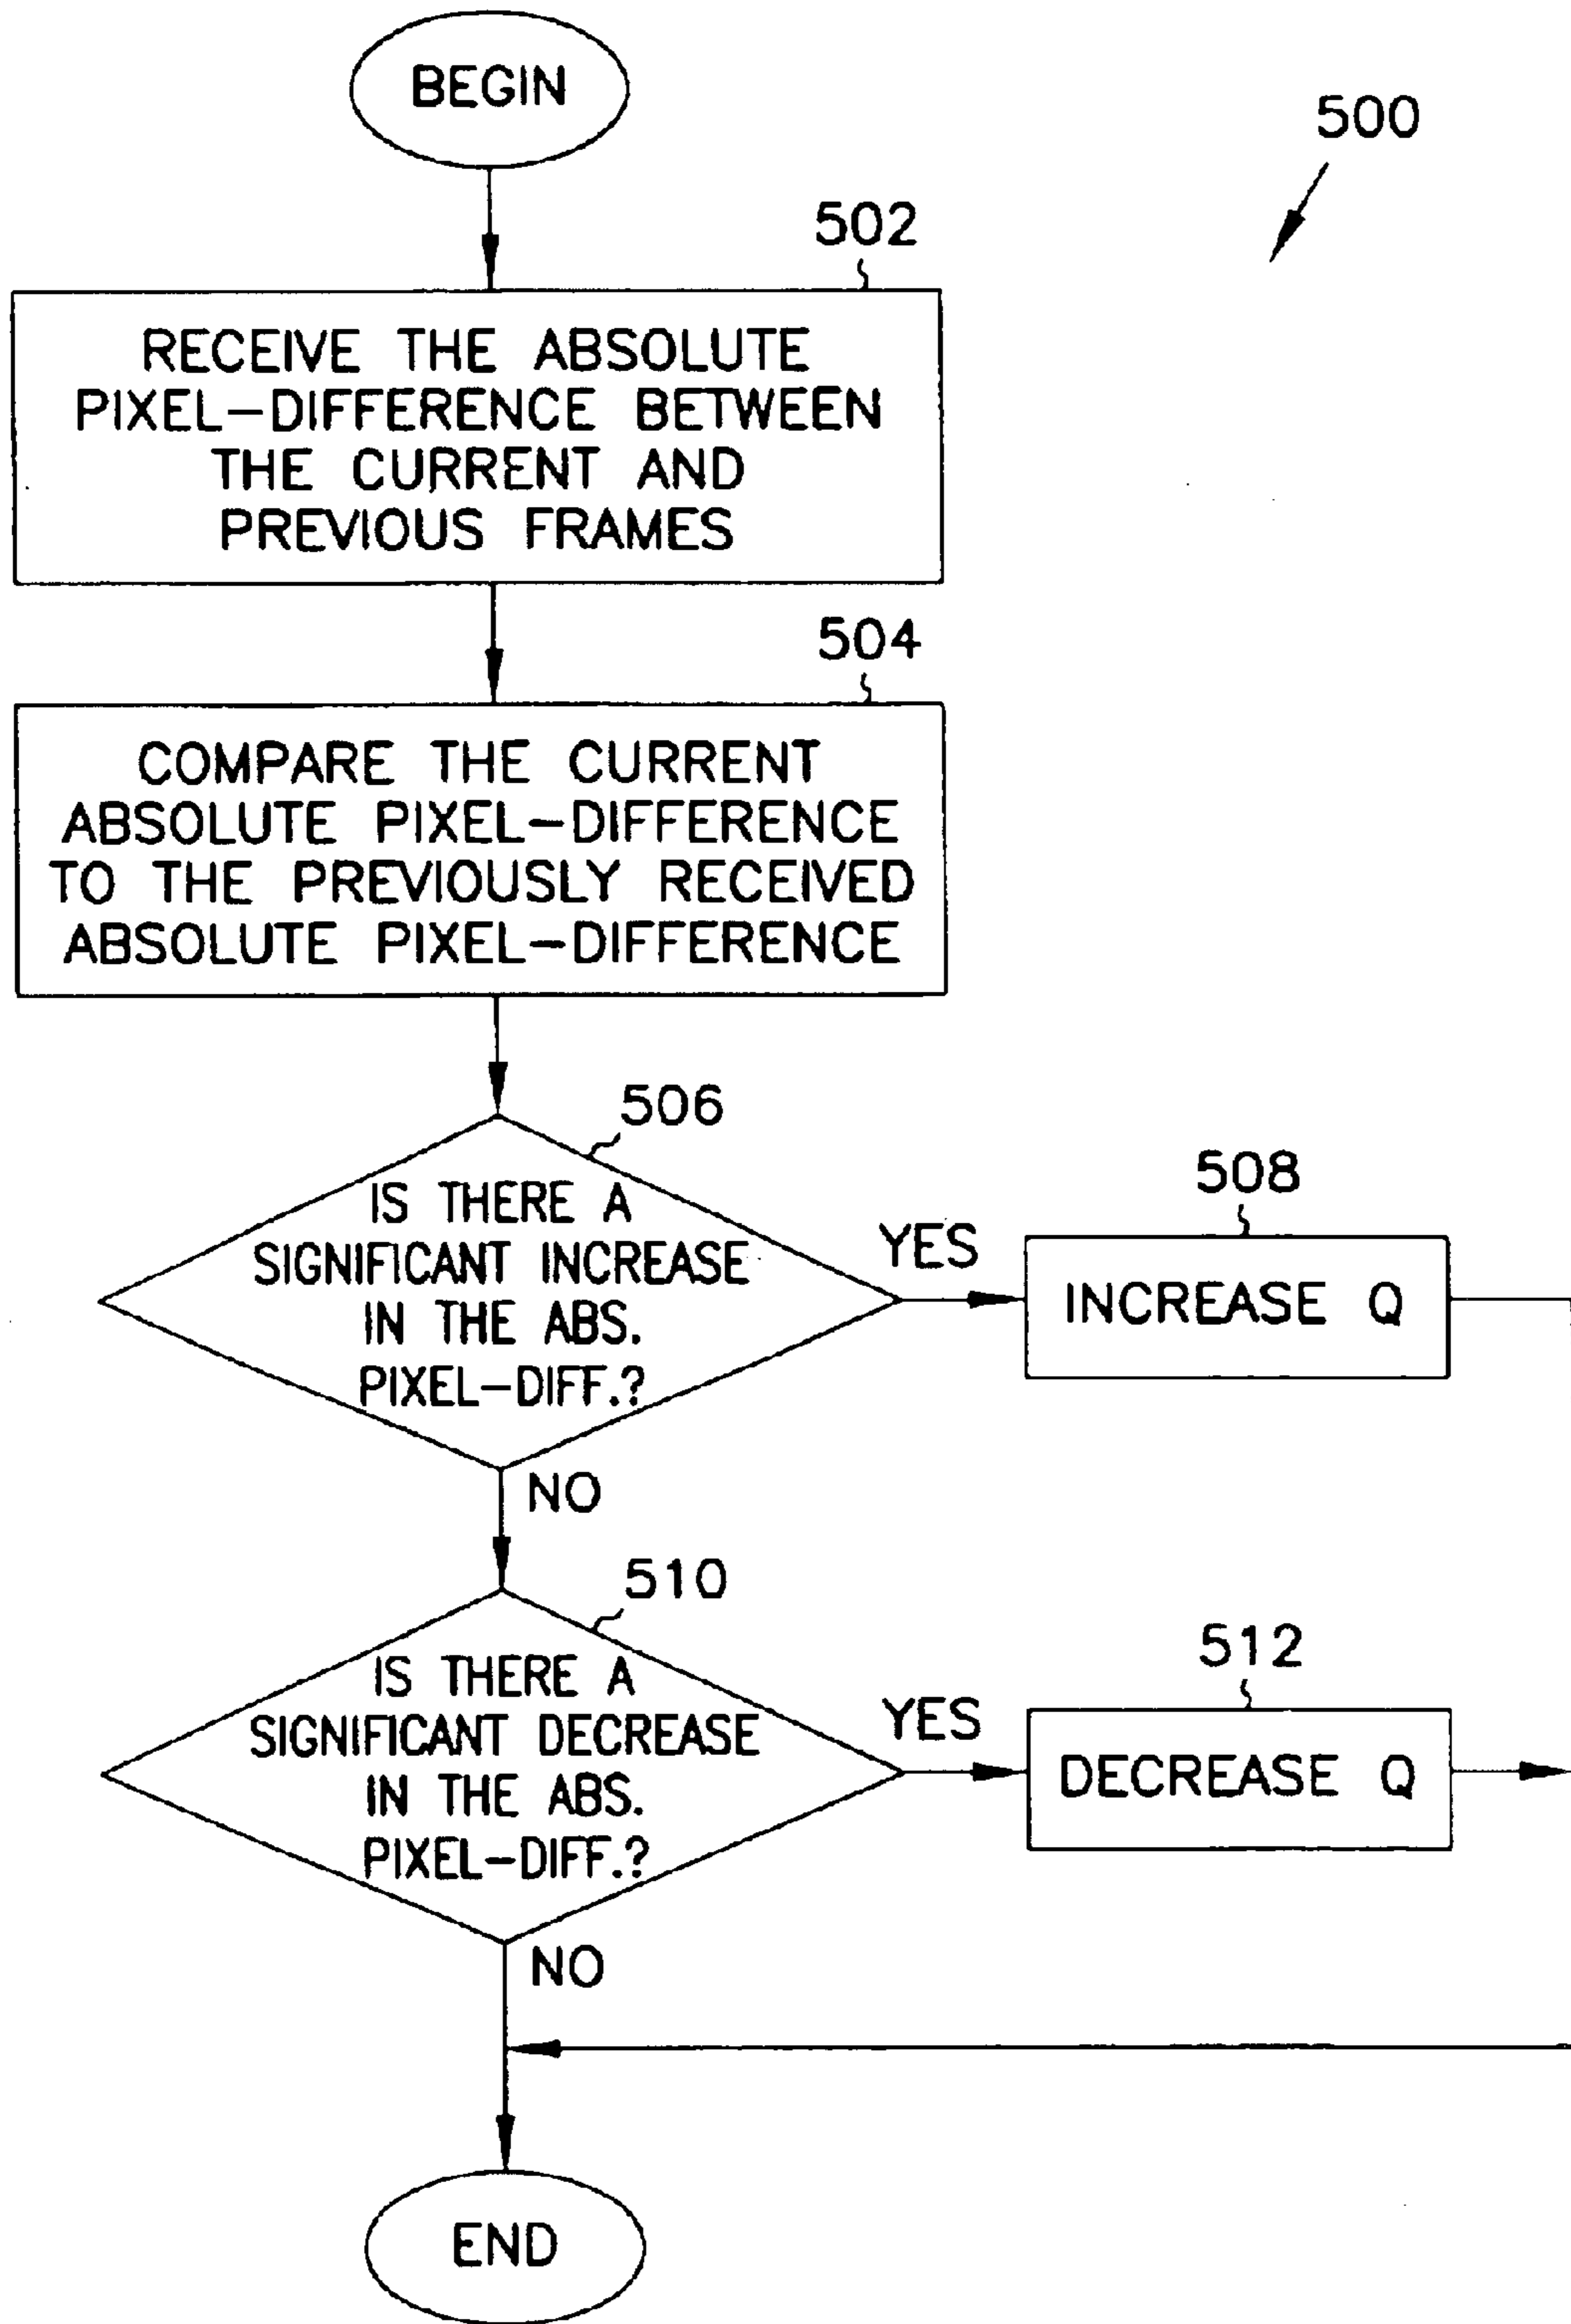 BEGIN
500
502
RECEIVE THE ABSOLUTE
PIXEL-DIFFERENCE BETWEEN
THE CURRENT AND
PREVIOUS FRAMES
504
COMPARE THE CURRENT
ABSOLUTE PIXEL-DIFFERENCE
TO THE PREVIOUSLY RECEIVED
ABSOLUTE PIXEL-DIFFERENCE
506
IS THERE A
SIGNIFICANT INCREASE
IN THE ABS.
PIXEL-DIFF.?
YES
508
INCREASE Q
NO
510
IS THERE A
SIGNIFICANT DECREASE
IN THE ABS.
PIXEL-DIFF.?
YES
512
DECREASE Q
NO
END